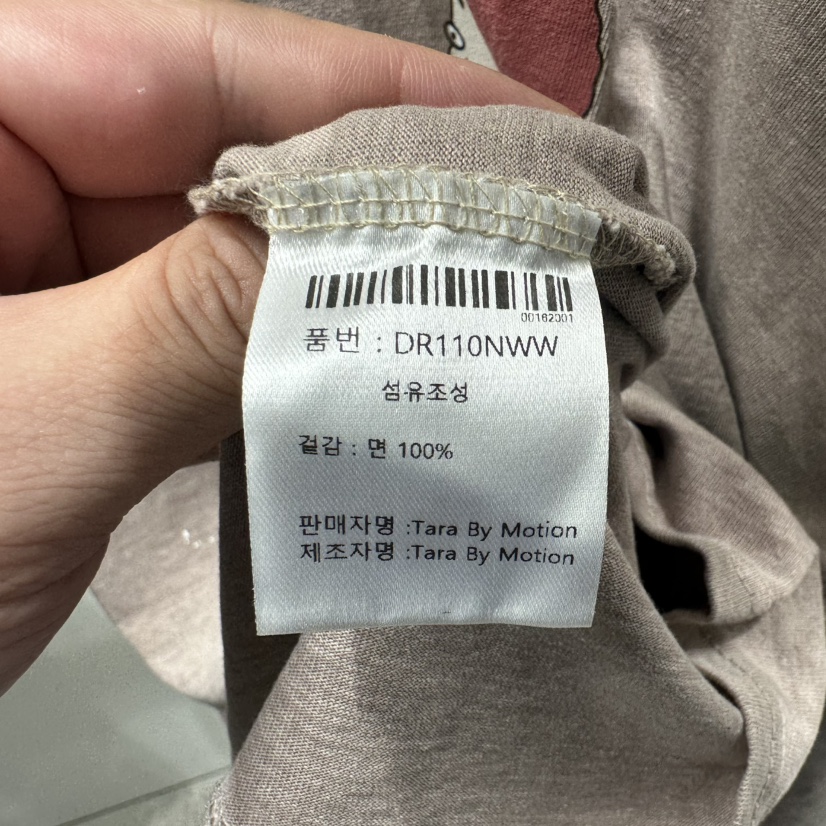 00162001
품번 : DR110NWW
섬유조성
겉감 : 면 100%
판매자명 :Tara By Motion
제조자명 :Tara By Motion